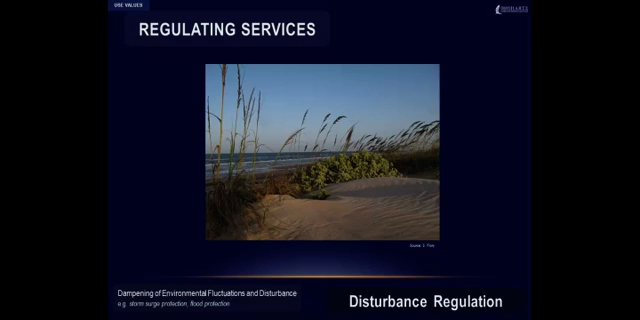 USE VALUES
REGULATING SERVICES
Dampening of Environmental Fluctuations and Disturbance
e.g. storm surge protection, flood protection
Disturbance Regulation